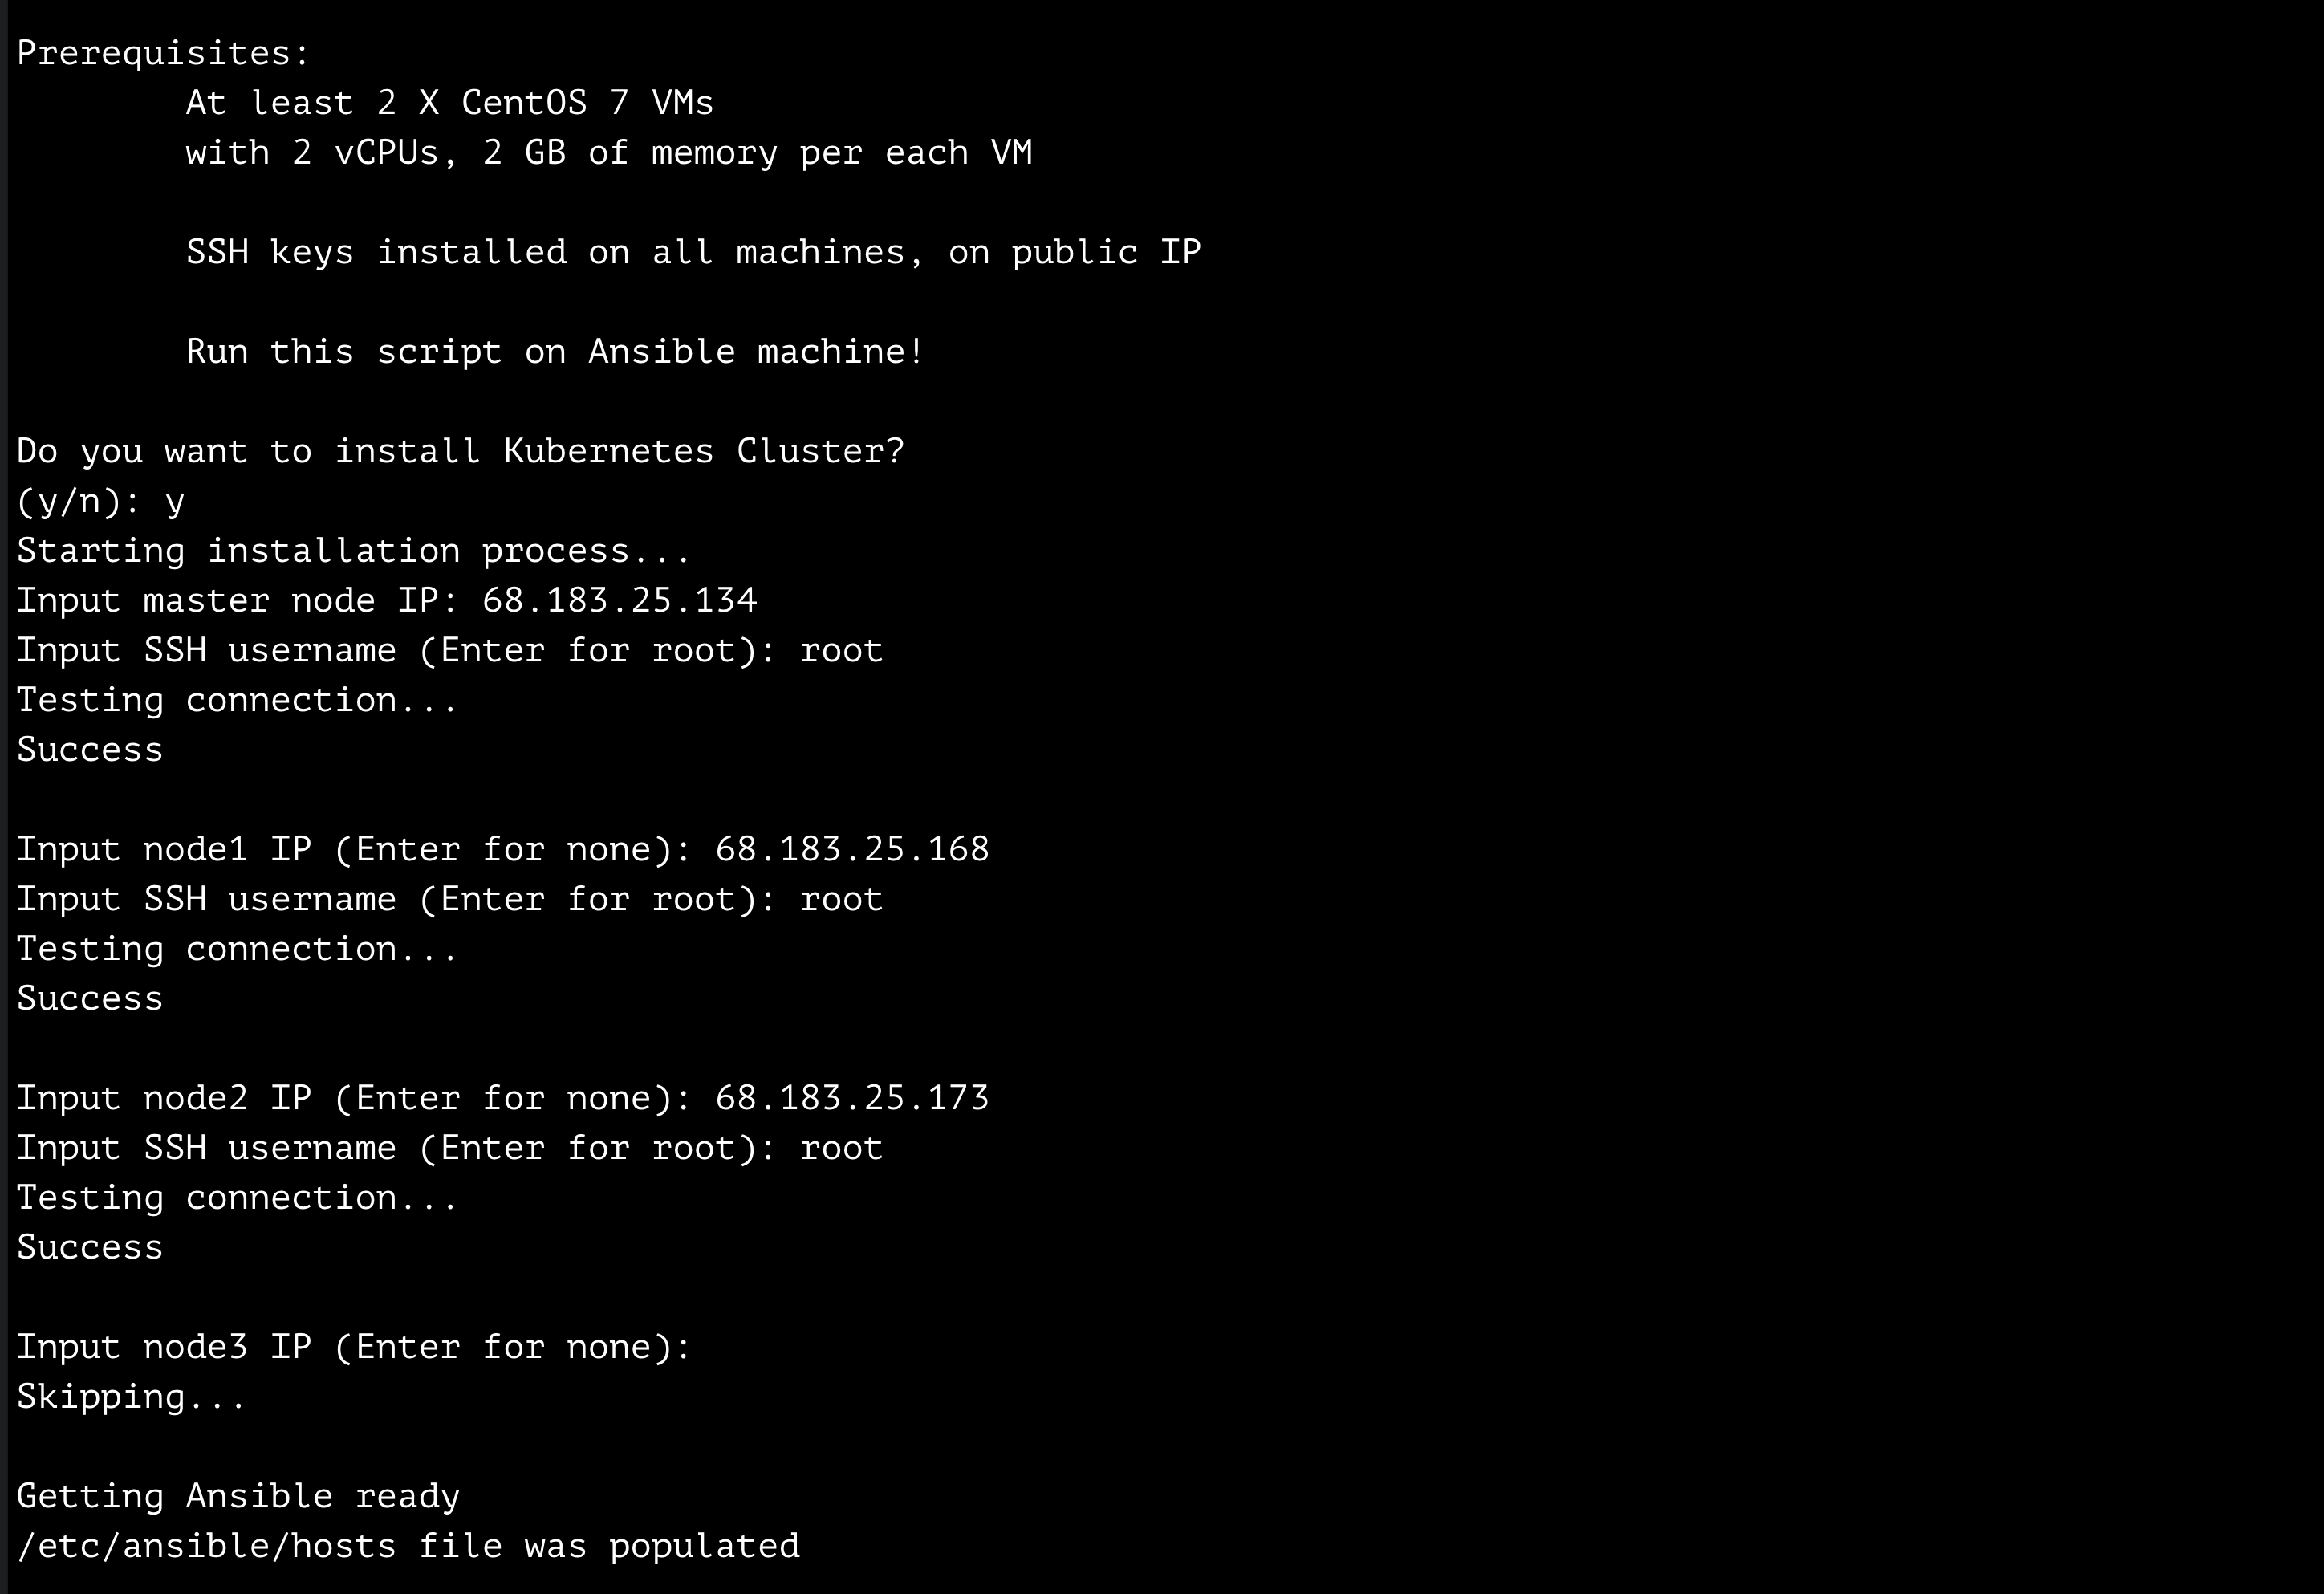 Prerequisites:
At least 2 X CentOS 7 VMs
with 2 vCPUs, 2 GB of memory per each VM
SSH keys installed on all machines, on public IP
Run this script on Ansible machine!
Do you want to install Kubernetes Cluster?
(y/n): y
Starting installation process...
Input master node IP: 68.183.25.134
Input SSH username (Enter for root): root
Testing connection...
Success
Input node1 IP (Enter for none): 68.183.25.168
Input SSH username (Enter for root): root
Testing connection...
Success
Input node2 IP (Enter for none): 68.183.25.173
Input SSH username (Enter for root): root
Testing connection...
Success
Input node3 IP (Enter for none):
Skipping...
Getting Ansible ready
/etc/ansible/hosts file was populated